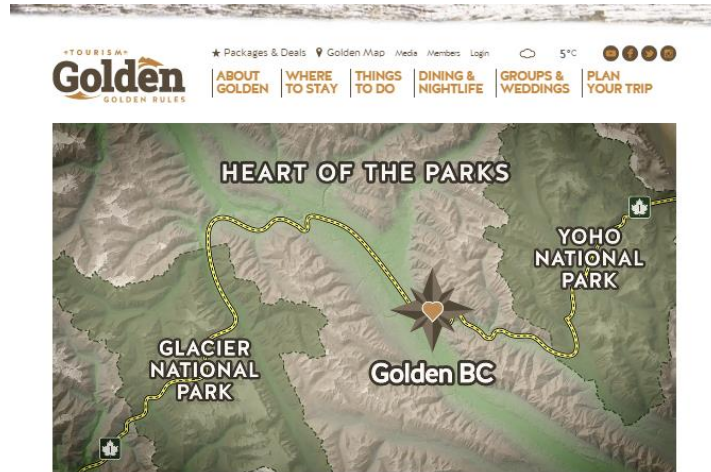 +TOURISM+
Golden
GOLDEN RULES
Packages & Deals Golden Map Media Members Login 5°C
ABOUT GOLDEN
WHERE TO STAY
THINGS TO DO
DINING & NIGHTLIFE
GROUPS & WEDDINGS
PLAN YOUR TRIP
HEART OF THE PARKS
1
YOHO
NATIONAL
PARK
GLACIER
NATIONAL
PARK
Golden BC
1